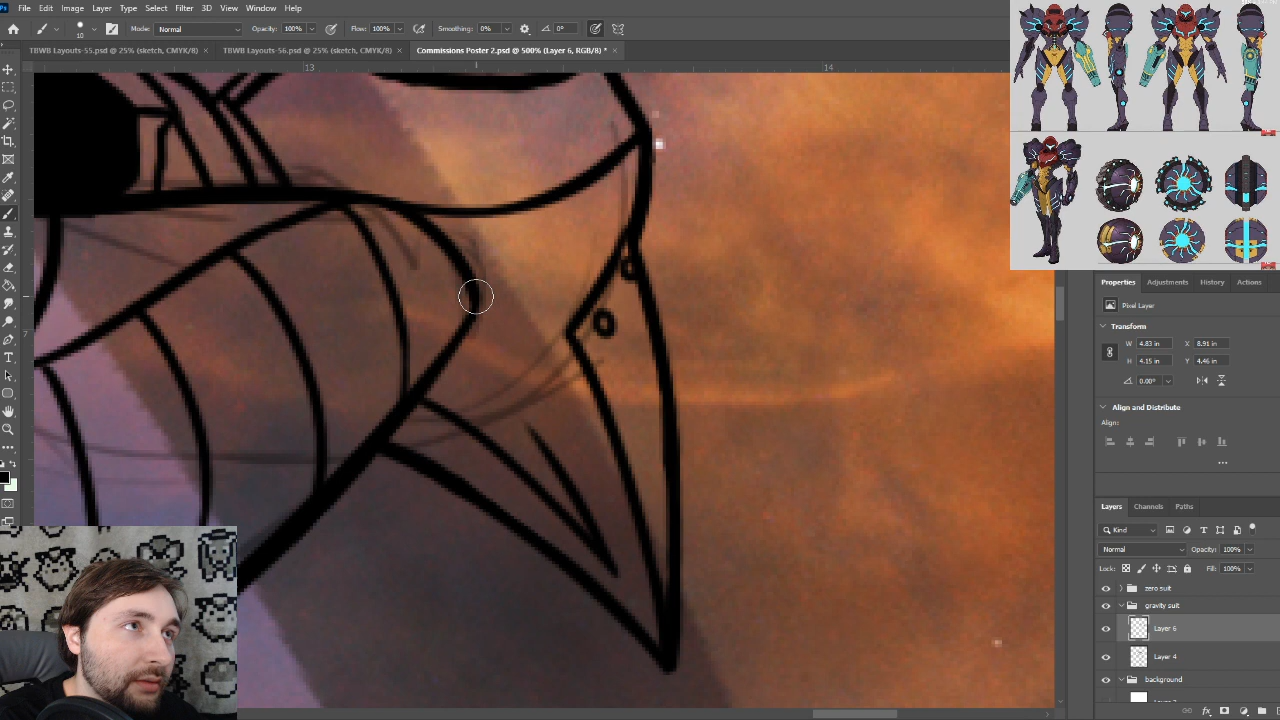 File Edit Image Layer Type Select Filter 3D View Window Help
10 Mode: Normal Opacity: 100% Flow: 100% Smoothing: 0% 0°
TBWB Layouts-55.psd @ 25% (sketch, CMYK/8) × TBWB Layouts-56.psd @ 25% (sketch, CMYK/8) × Commissions Poster 2.psd @ 500% (Layer 6, RGB/8) * ×
13 14
7
Properties Adjustments History Actions
Pixel Layer
Transform
W 4.83 in X 8.91 in
H 4.15 in Y 4.46 in
0.00°
Align and Distribute
Align:
Layers Channels Paths
Kind
Normal Opacity: 100%
Lock: Fill: 100%
zero suit
gravity suit
Layer 6
Layer 4
background